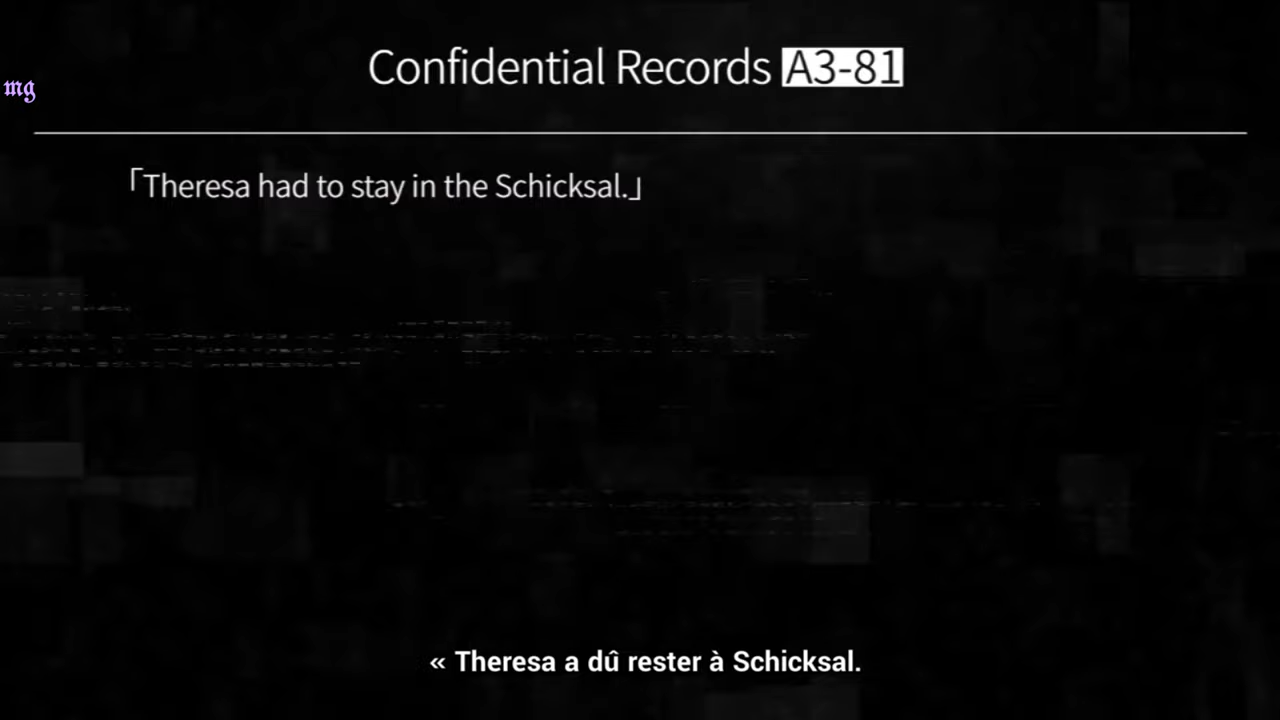 Confidential Records A3-81
mg
「Theresa had to stay in the Schicksal.」
« Theresa a dû rester à Schicksal.